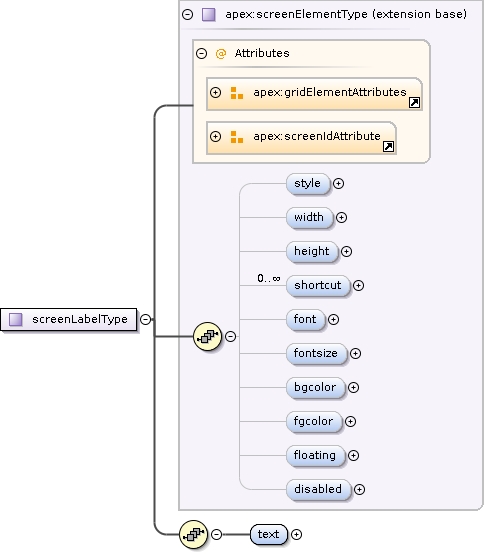 apex:screenElementType (extension base)
@ Attributes
apex:gridElementAttributes
apex:screenIdAttribute
style
width
height
0..∞
shortcut
screenLabelType
font
fontsize
bgcolor
fgcolor
floating
disabled
text